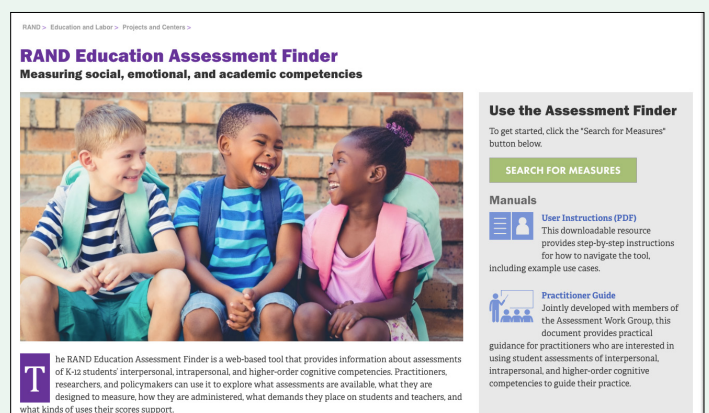 RAND > Education and Labor > Projects and Centers >
RAND Education Assessment Finder
Measuring social, emotional, and academic competencies
The RAND Education Assessment Finder is a web-based tool that provides information about assessments
of K-12 students' interpersonal, intrapersonal, and higher-order cognitive competencies. Practitioners,
researchers, and policymakers can use it to explore what assessments are available, what they are
designed to measure, how they are administered, what demands they place on students and teachers, and
what kinds of uses their scores support.
Use the Assessment Finder
To get started, click the "Search for Measures"
button below.
SEARCH FOR MEASURES
Manuals
User Instructions (PDF)
This downloadable resource
provides step-by-step instructions
for how to navigate the tool,
including example use cases.
Practitioner Guide
Jointly developed with members of
the Assessment Work Group, this
document provides practical
guidance for practitioners who are interested in
using student assessments of interpersonal,
intrapersonal, and higher-order cognitive
competencies to guide their practice.